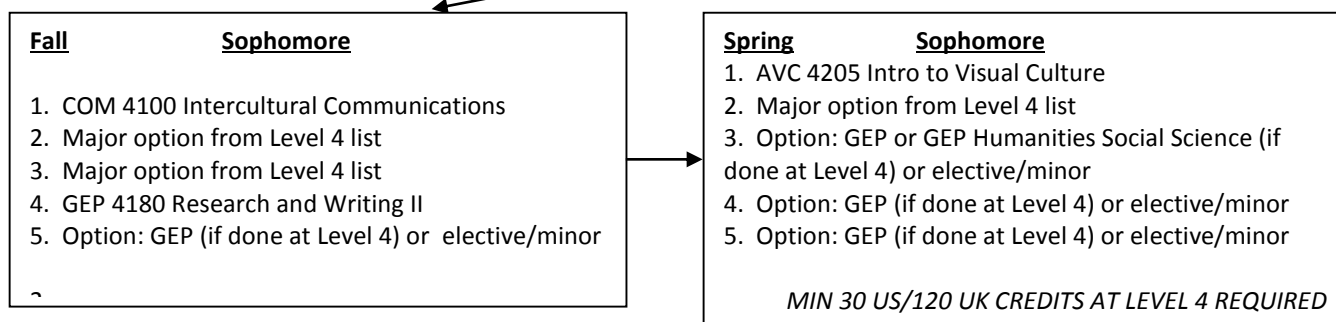 Fall Sophomore
1. COM 4100 Intercultural Communications
2. Major option from Level 4 list
3. Major option from Level 4 list
4. GEP 4180 Research and Writing II
5. Option: GEP (if done at Level 4) or elective/minor
Spring Sophomore
1. AVC 4205 Intro to Visual Culture
2. Major option from Level 4 list
3. Option: GEP or GEP Humanities Social Science (if
done at Level 4) or elective/minor
4. Option: GEP (if done at Level 4) or elective/minor
5. Option: GEP (if done at Level 4) or elective/minor
MIN 30 US/120 UK CREDITS AT LEVEL 4 REQUIRED